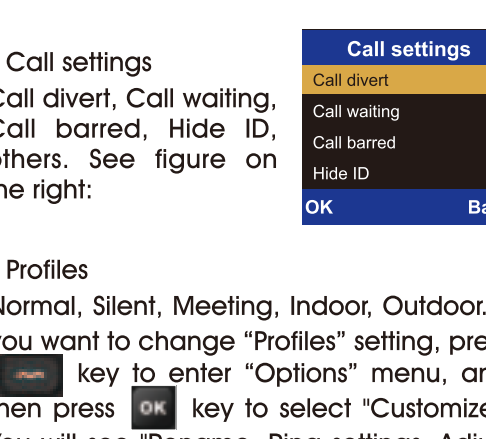 Call settings
Call divert, Call waiting,
Call barred, Hide ID,
others. See figure on
the right:
Call settings
Call divert
Call waiting
Call barred
Hide ID
OK
Profiles
Normal, Silent, Meeting, Indoor, Outdoor.
you want to change “Profiles” setting,
key to enter “Options” menu,
then press OK key to select "Customize